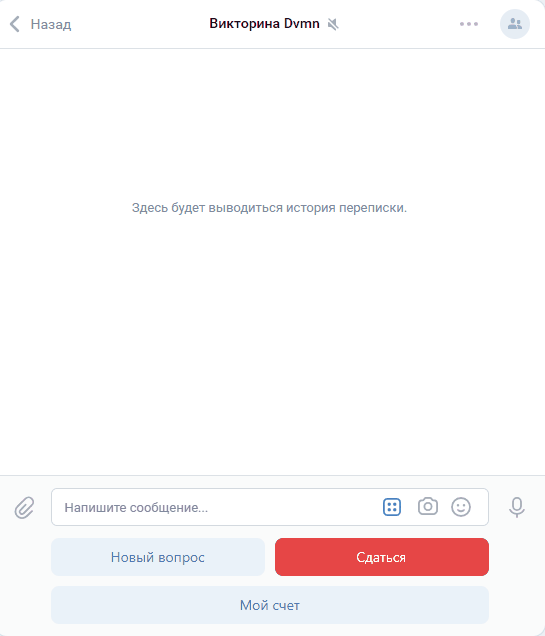 Назад
Викторина Dvmn
Здесь будет выводиться история переписки.
Напишите сообщение...
Новый вопрос
Сдаться
Мой счет